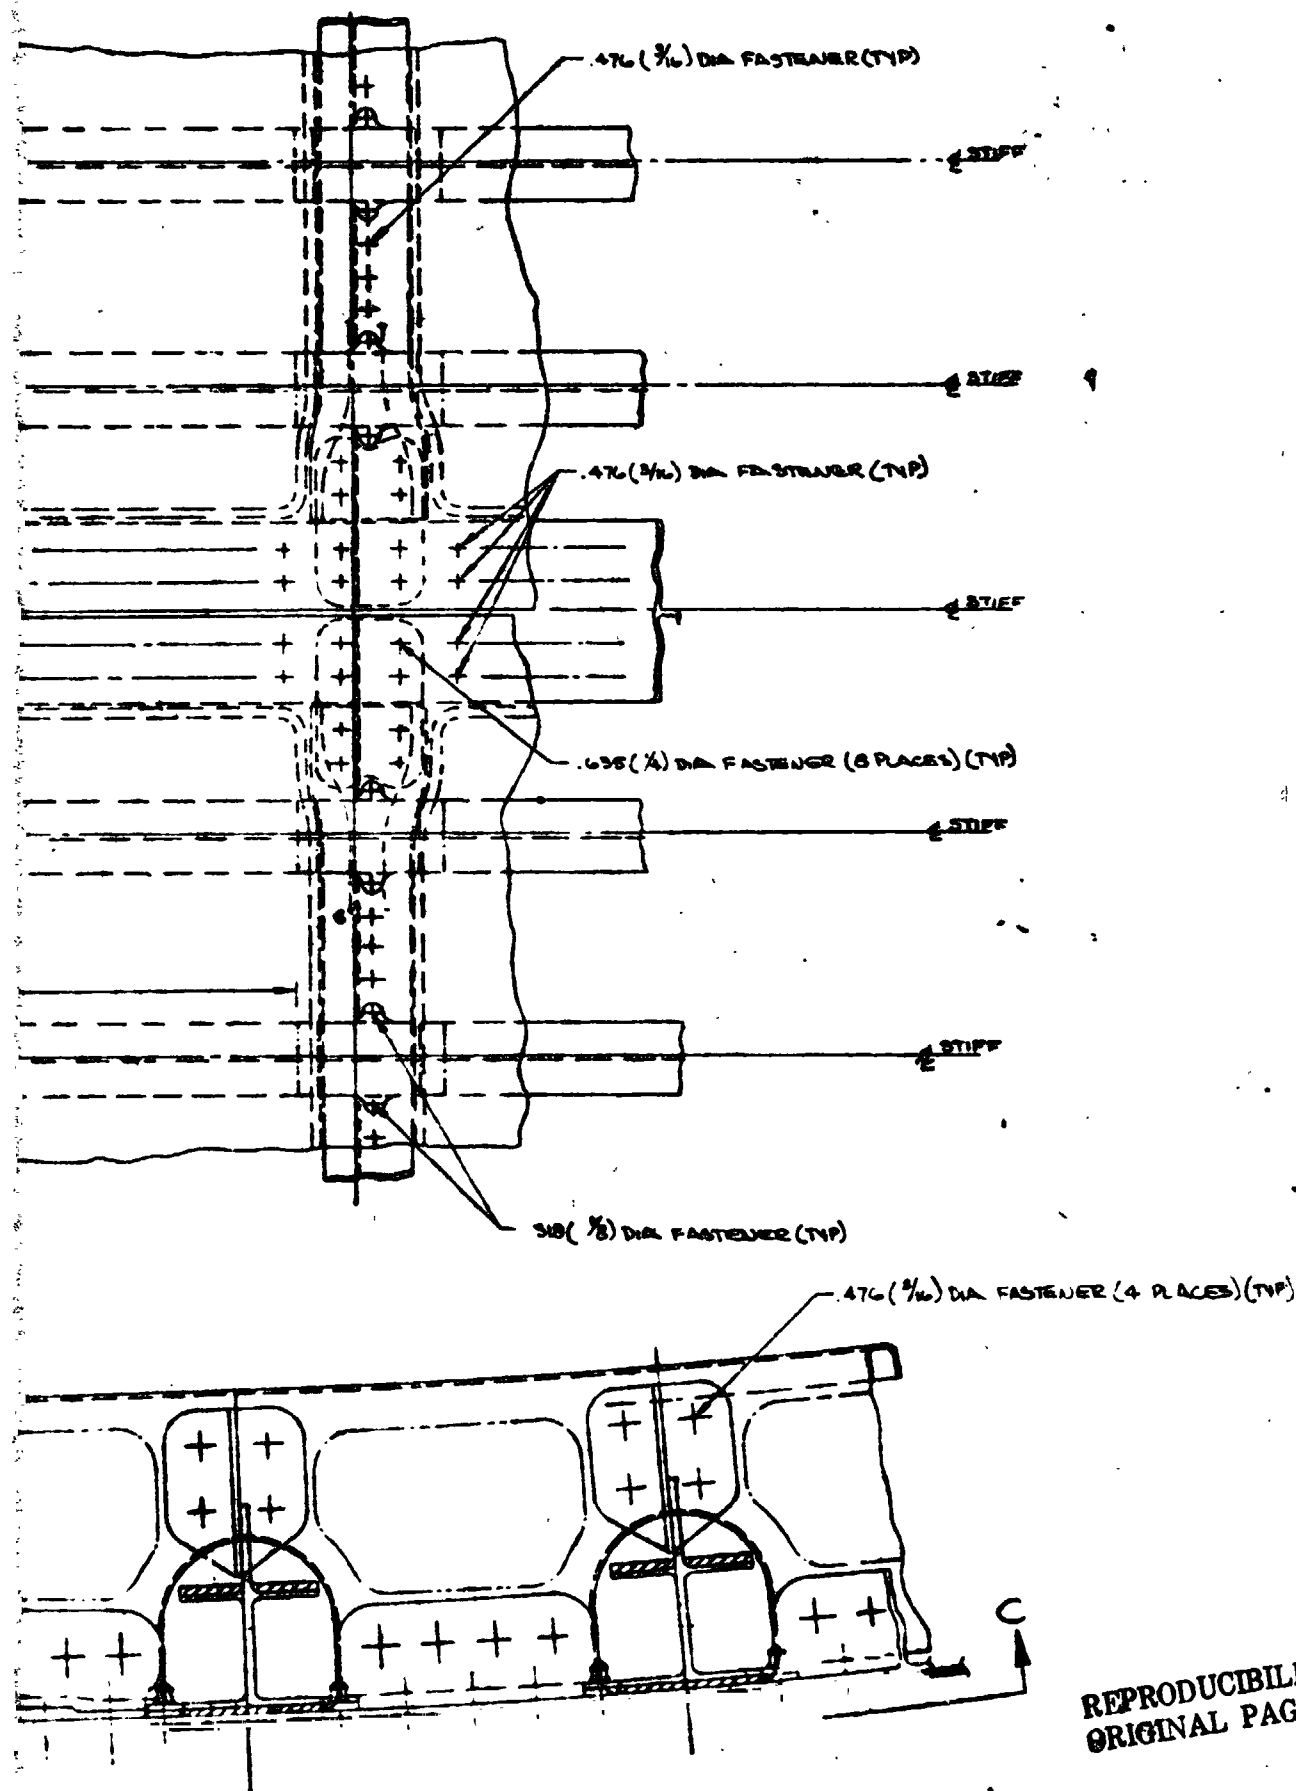 .476 (3/16) DIA FASTENER (TYP)
℄ STIFF
℄ STIFF
.476 (3/16) DIA FASTENER (TYP)
℄ STIFF
.635 (1/4) DIA FASTENER (8 PLACES) (TYP)
℄ STIFF
℄ STIFF
.318 (1/8) DIA FASTENER (TYP)
.476 (3/16) DIA FASTENER (4 PLACES) (TYP)
C
REPRODUCIBILI
ORIGINAL PAG